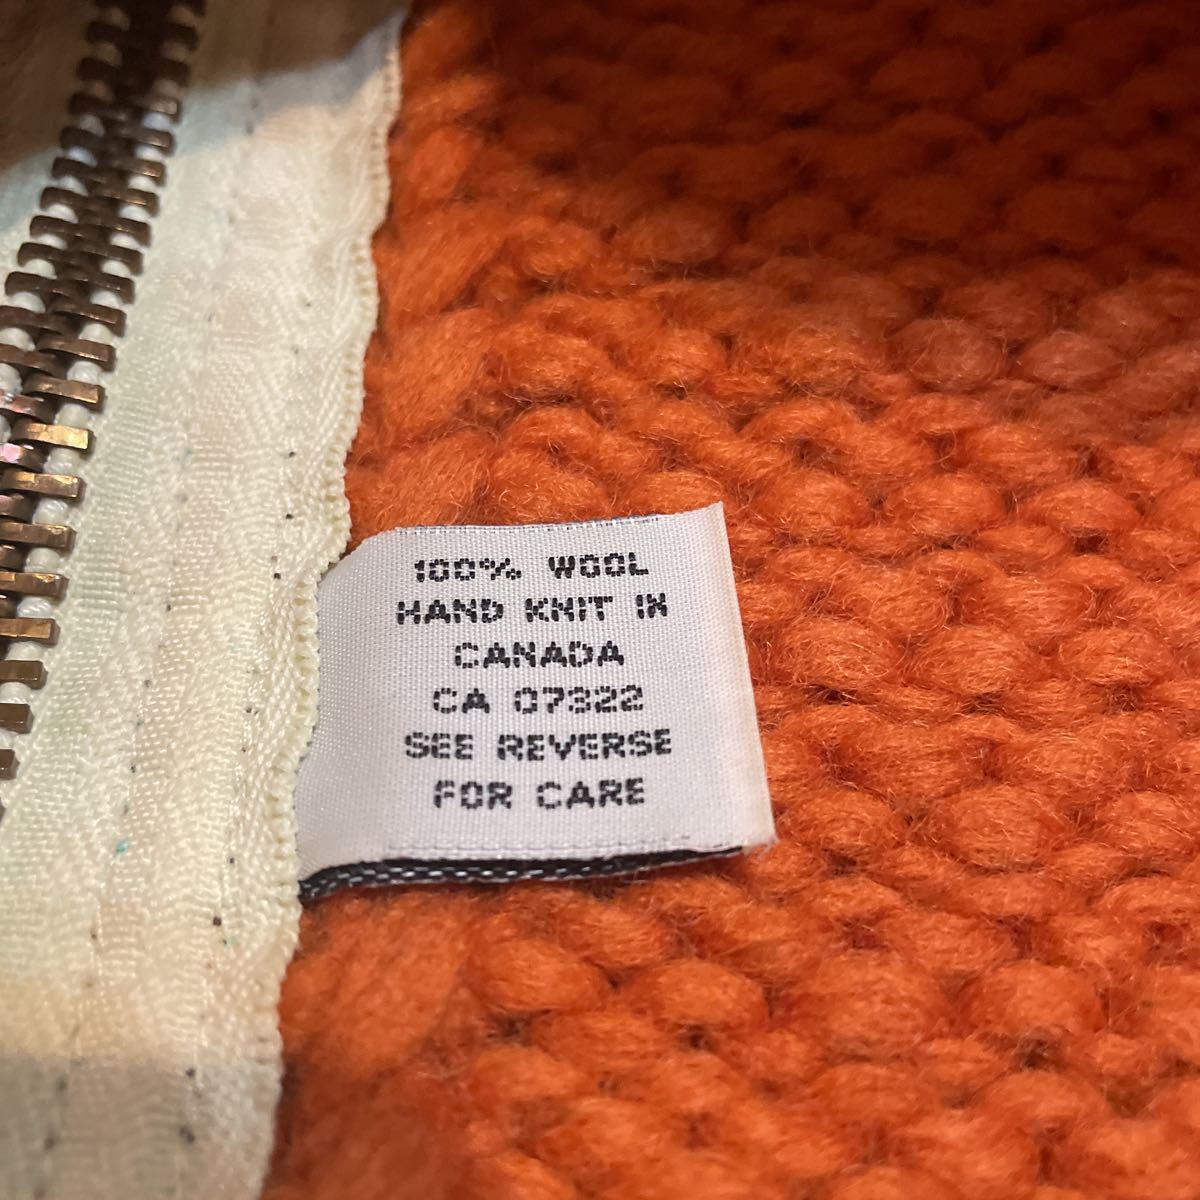 100% WOOL
HAND KNIT IN
CANADA
CA 07322
SEE REVERSE
FOR CARE